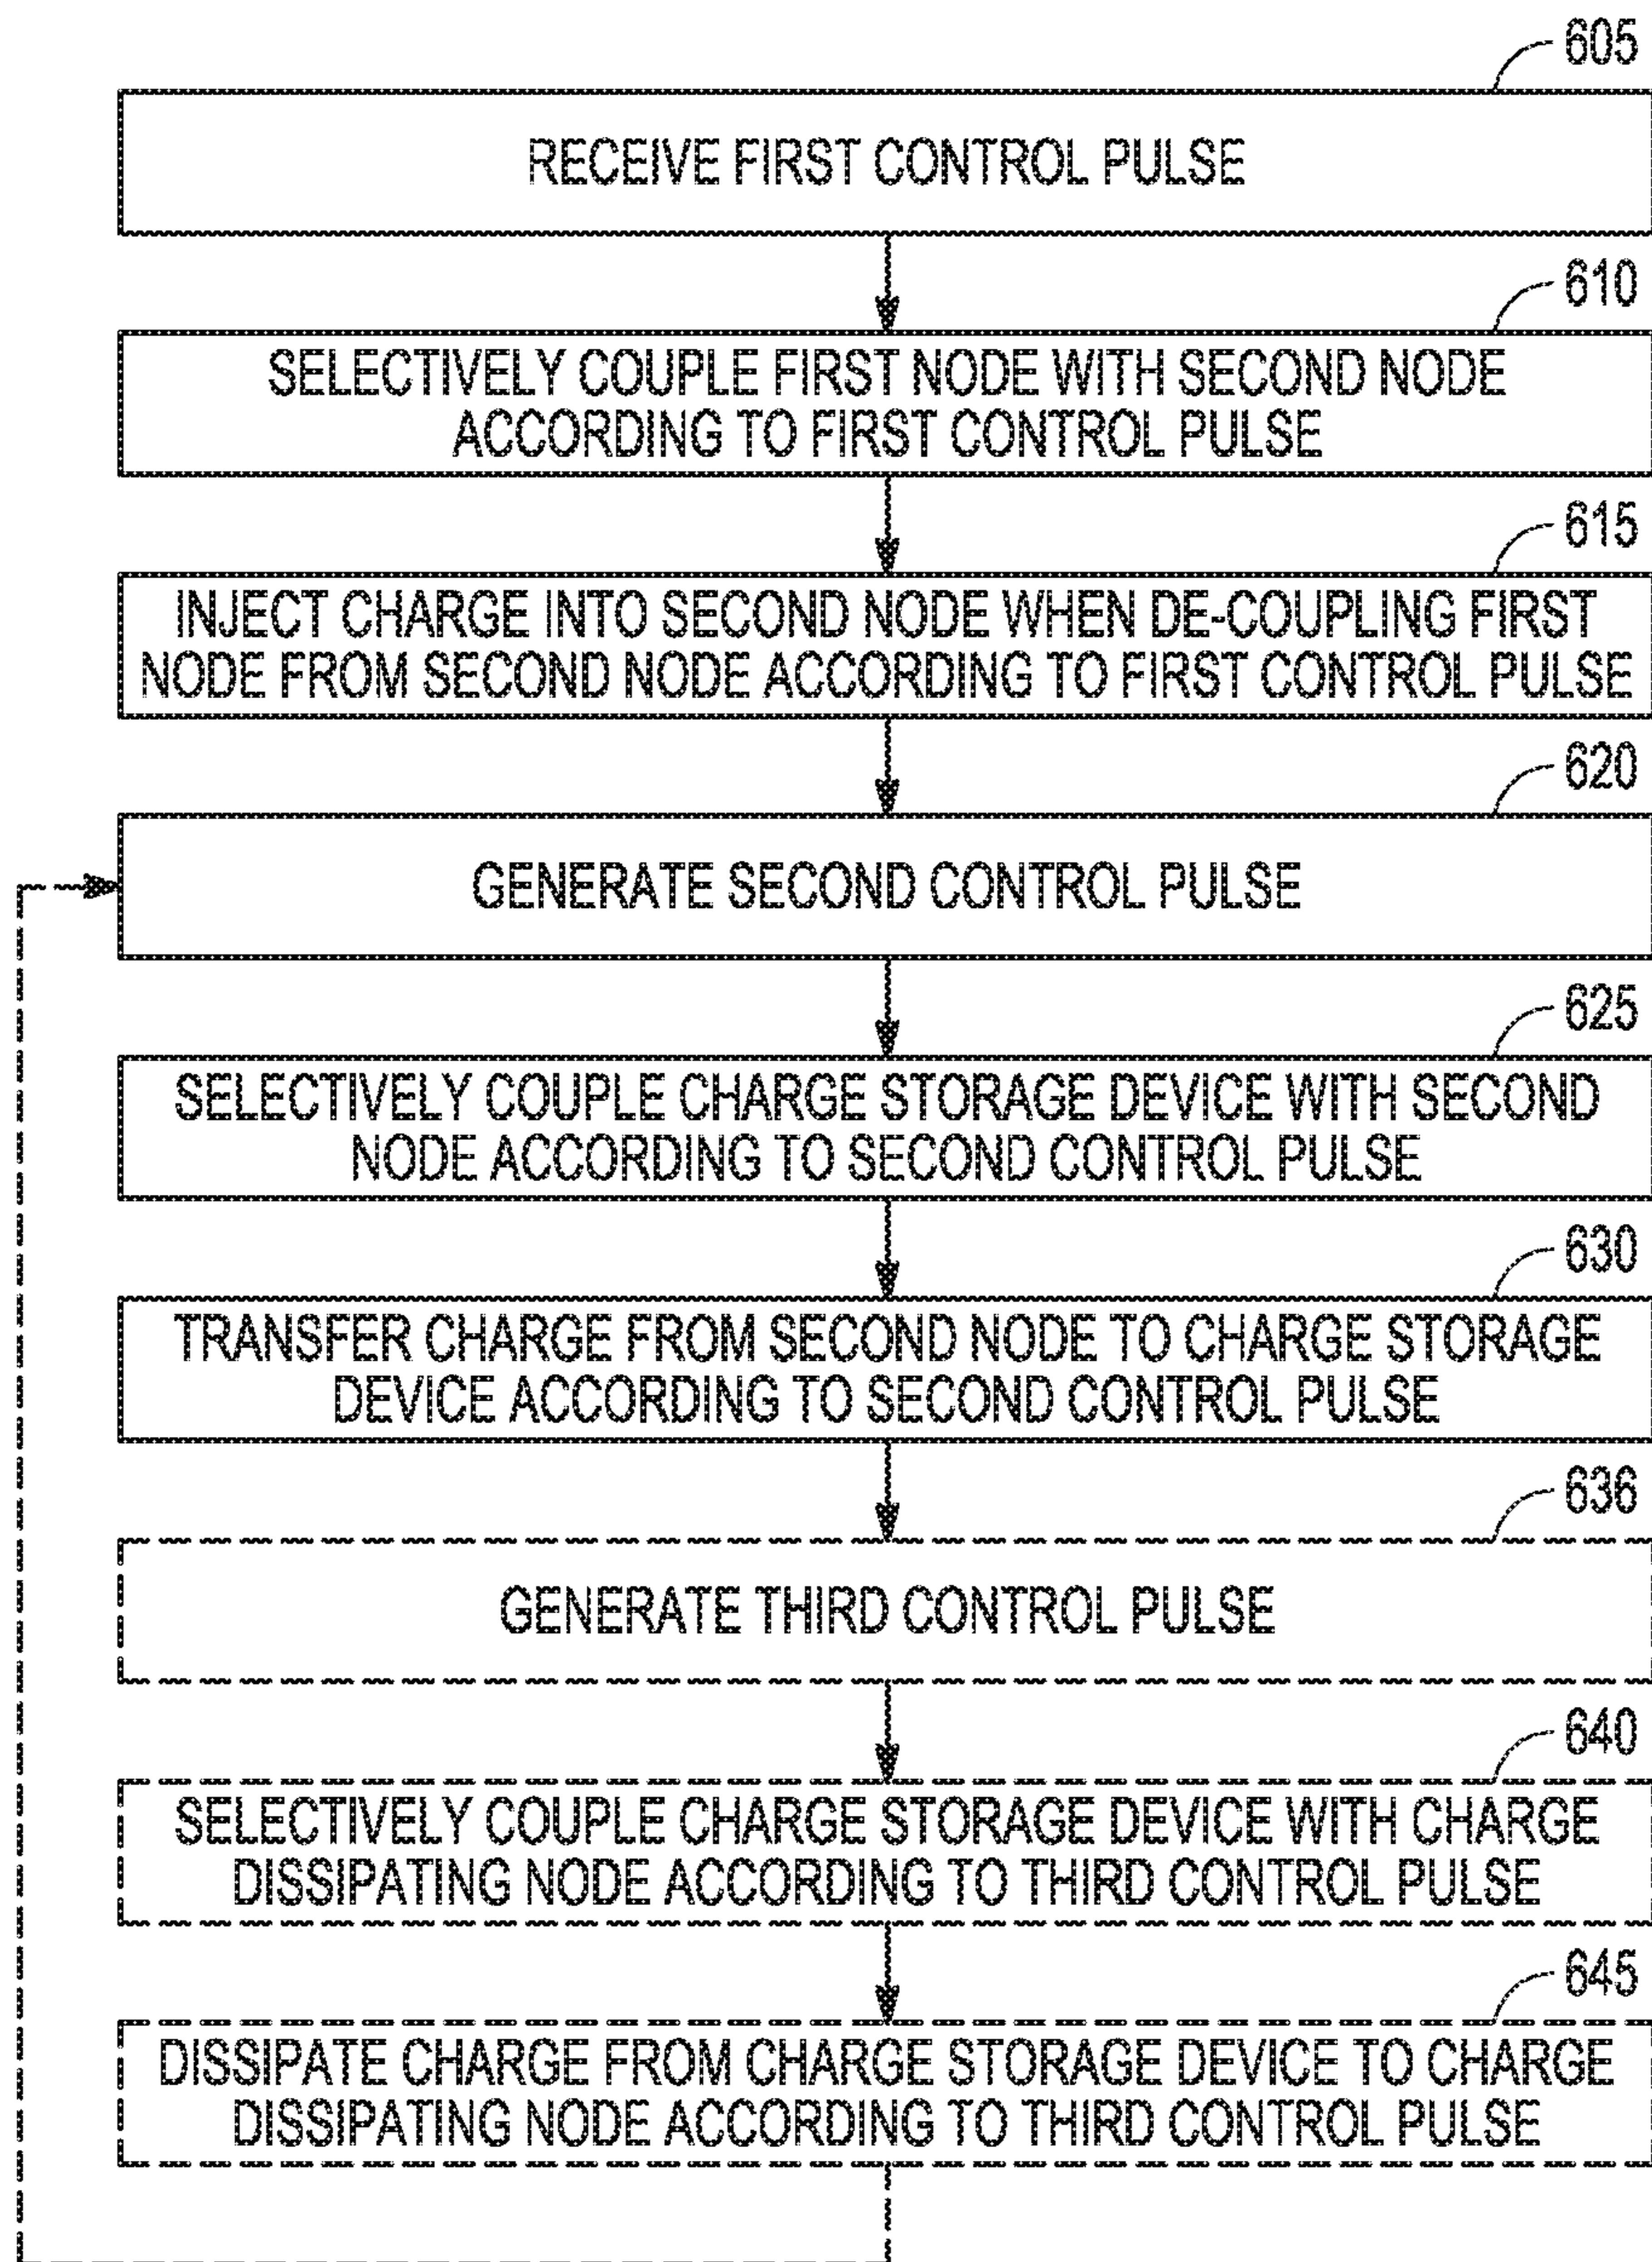 605
RECEIVE FIRST CONTROL PULSE
610
SELECTIVELY COUPLE FIRST NODE WITH SECOND NODE
ACCORDING TO FIRST CONTROL PULSE
615
INJECT CHARGE INTO SECOND NODE WHEN DE-COUPLING FIRST
NODE FROM SECOND NODE ACCORDING TO FIRST CONTROL PULSE
620
GENERATE SECOND CONTROL PULSE
625
SELECTIVELY COUPLE CHARGE STORAGE DEVICE WITH SECOND
NODE ACCORDING TO SECOND CONTROL PULSE
630
TRANSFER CHARGE FROM SECOND NODE TO CHARGE STORAGE
DEVICE ACCORDING TO SECOND CONTROL PULSE
636
GENERATE THIRD CONTROL PULSE
640
SELECTIVELY COUPLE CHARGE STORAGE DEVICE WITH CHARGE
DISSIPATING NODE ACCORDING TO THIRD CONTROL PULSE
645
DISSIPATE CHARGE FROM CHARGE STORAGE DEVICE TO CHARGE
DISSIPATING NODE ACCORDING TO THIRD CONTROL PULSE